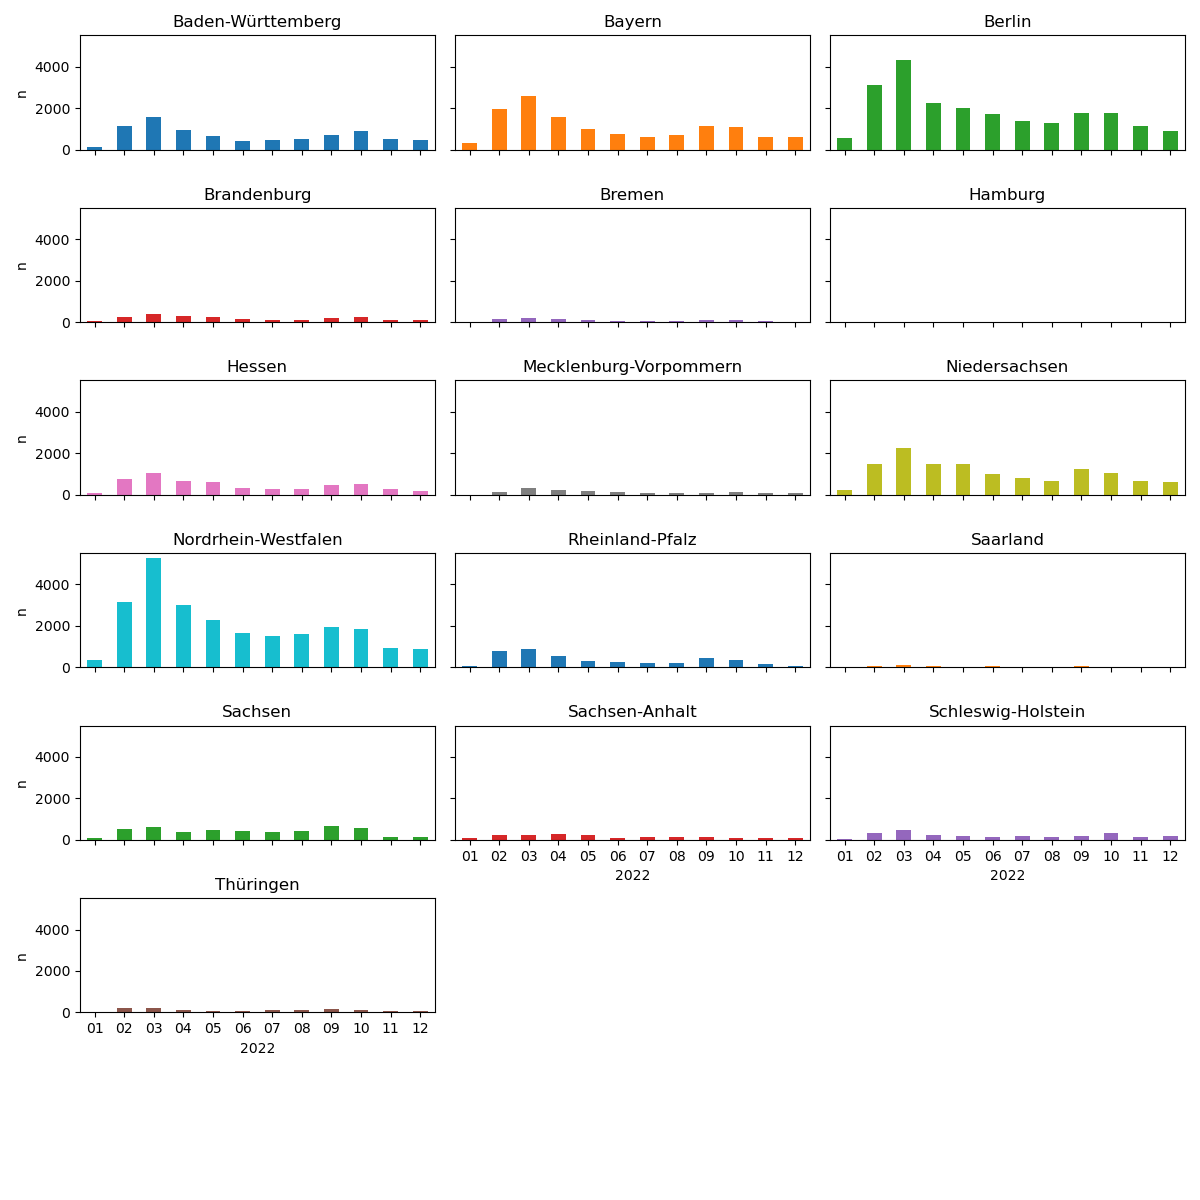 Baden-Württemberg Bayern Berlin
4000
n
2000
0
Brandenburg Bremen Hamburg
4000
n
2000
0
Hessen Mecklenburg-Vorpommern Niedersachsen
4000
n
2000
0
Nordrhein-Westfalen Rheinland-Pfalz Saarland
4000
n
2000
0
Sachsen Sachsen-Anhalt Schleswig-Holstein
4000
n
2000
0
01 02 03 04 05 06 07 08 09 10 11 12 01 02 03 04 05 06 07 08 09 10 11 12
2022 2022
Thüringen
4000
n
2000
0
01 02 03 04 05 06 07 08 09 10 11 12
2022